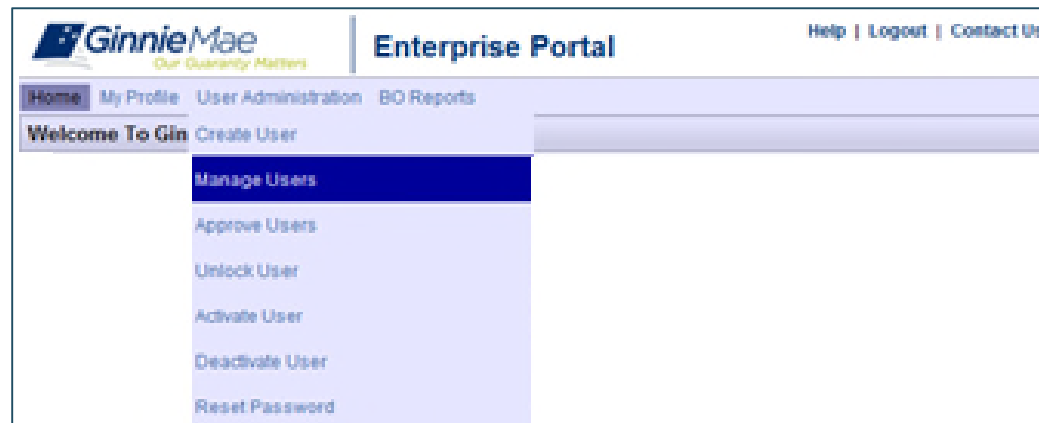 GinnieMae
Our Guaranty Matters
Enterprise Portal
Help | Logout | Contact Us
Home My Profile User Administration BO Reports
Welcome To Gin
Create User
Manage Users
Approve Users
Unlock User
Activate User
Deactivate User
Reset Password